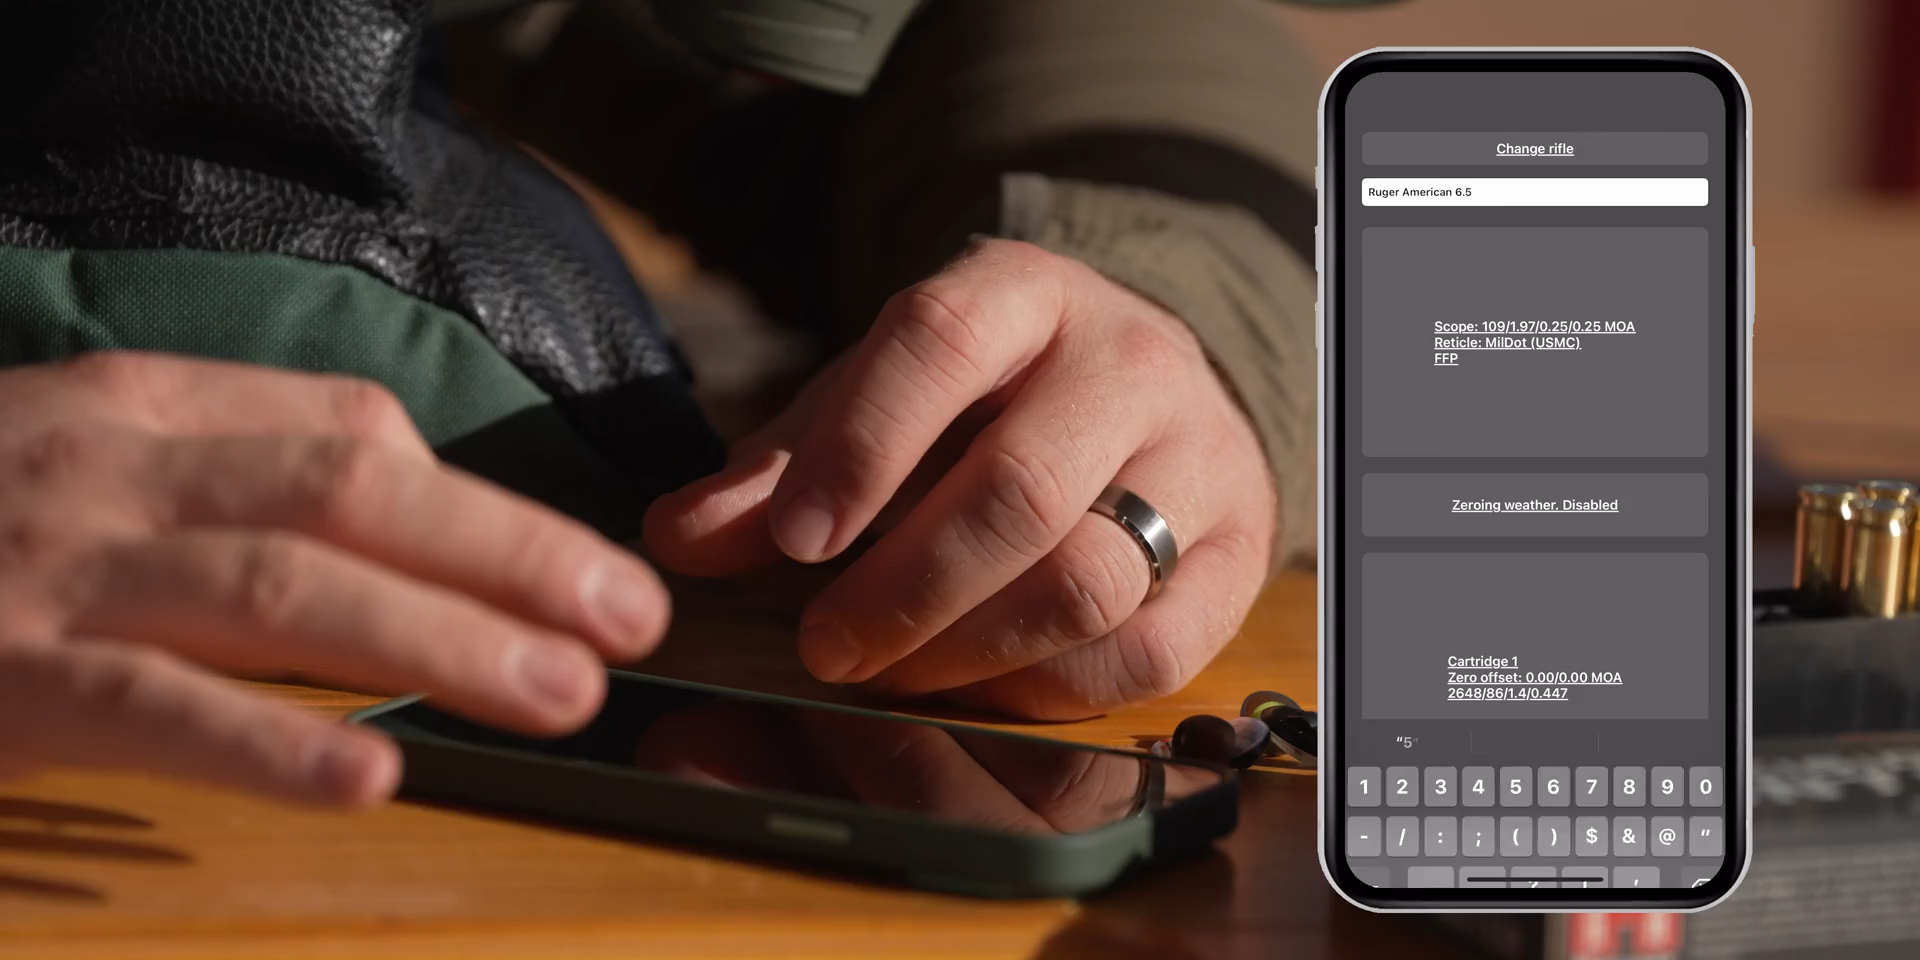 Change rifle
Ruger American 6.5
Scope: 109/1.97/0.25/0.25 MOA
Reticle: MilDot (USMC)
FFP
Zeroing weather. Disabled
Cartridge 1
Zero offset: 0.00/0.00 MOA
2648/86/1.4/0.447
"5"
1 2 3 4 5 6 7 8 9 0
- / : ; ( ) $ & @ "